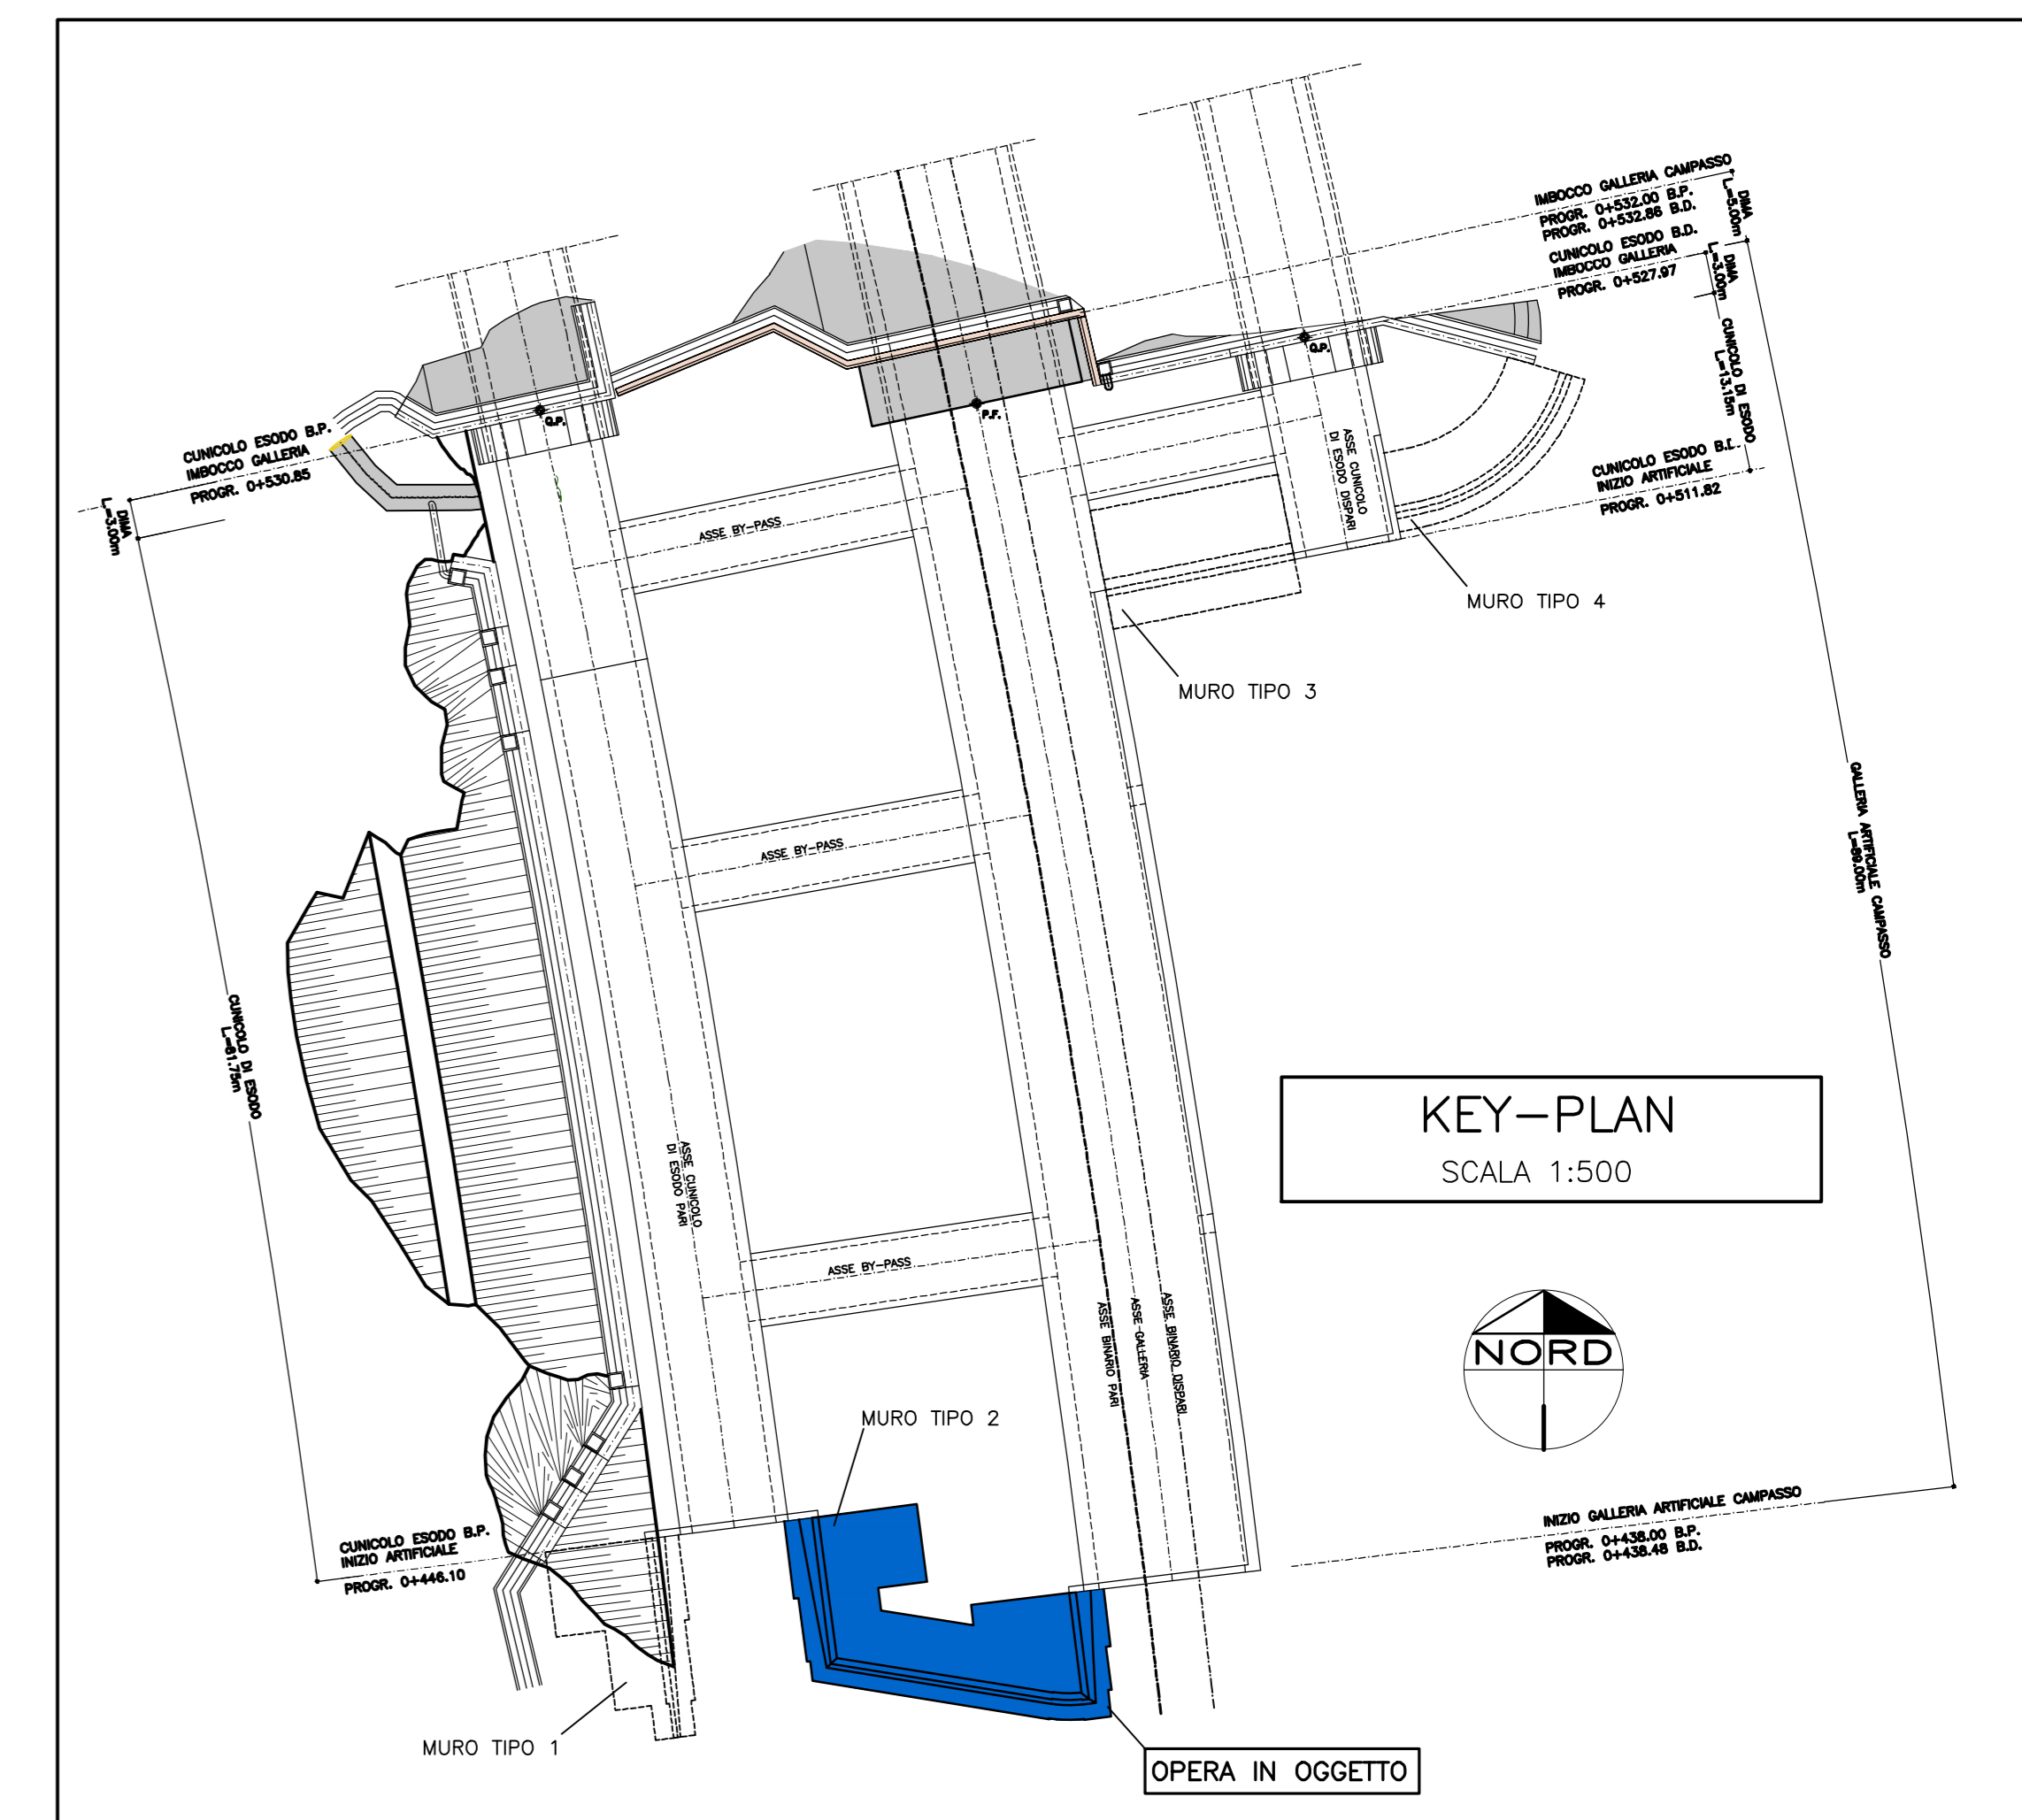 IMBOCCO GALLERIA CAMPASSO
PROGR. 0+532.00 B.P.
PROGR. 0+532.86 B.D.
DIMA
L=5.00m
CUNICOLO ESODO B.D.
IMBOCCO GALLERIA
PROGR. 0+527.97
DIMA
L=3.00m
CUNICOLO DI ESODO
L=13.15m
Q.P.
P.F.
Q.P.
CUNICOLO ESODO B.P.
IMBOCCO GALLERIA
PROGR. 0+530.85
DIMA
L=3.00m
ASSE CUNICOLO
DI ESODO DISPARI
CUNICOLO ESODO B.D.
INIZIO ARTIFICIALE
PROGR. 0+511.82
ASSE BY-PASS
MURO TIPO 4
MURO TIPO 3
ASSE BY-PASS
GALLERIA ARTIFICIALE CAMPASSO
L=89.00m
CUNICOLO DI ESODO
L=81.75m
KEY-PLAN
SCALA 1:500
ASSE CUNICOLO
DI ESODO PARI
ASSE BY-PASS
ASSE BINARIO PARI
ASSE GALLERIA
ASSE BINARIO DISPARI
NORD
MURO TIPO 2
INIZIO GALLERIA ARTIFICIALE CAMPASSO
PROGR. 0+438.00 B.P.
PROGR. 0+438.48 B.D.
CUNICOLO ESODO B.P.
INIZIO ARTIFICIALE
PROGR. 0+446.10
MURO TIPO 1
OPERA IN OGGETTO